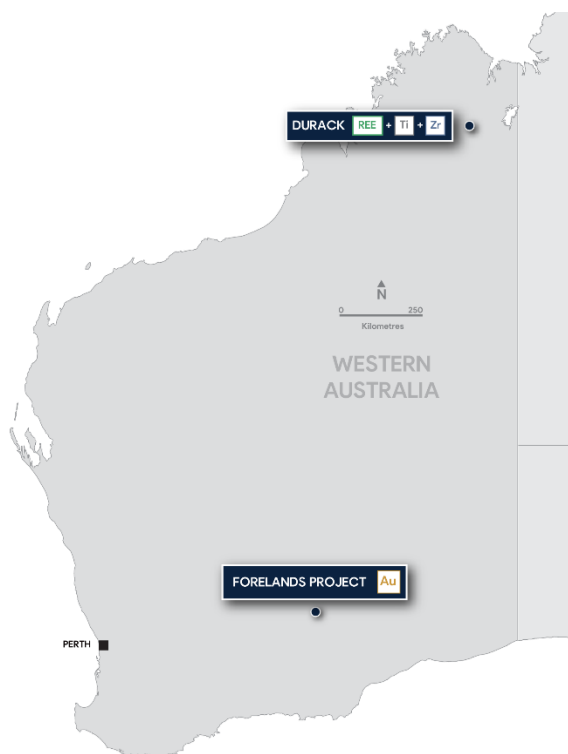 DURACK REE + Ti + Zr
N
0 250
Kilometres
WESTERN
AUSTRALIA
FORELANDS PROJECT Au
PERTH